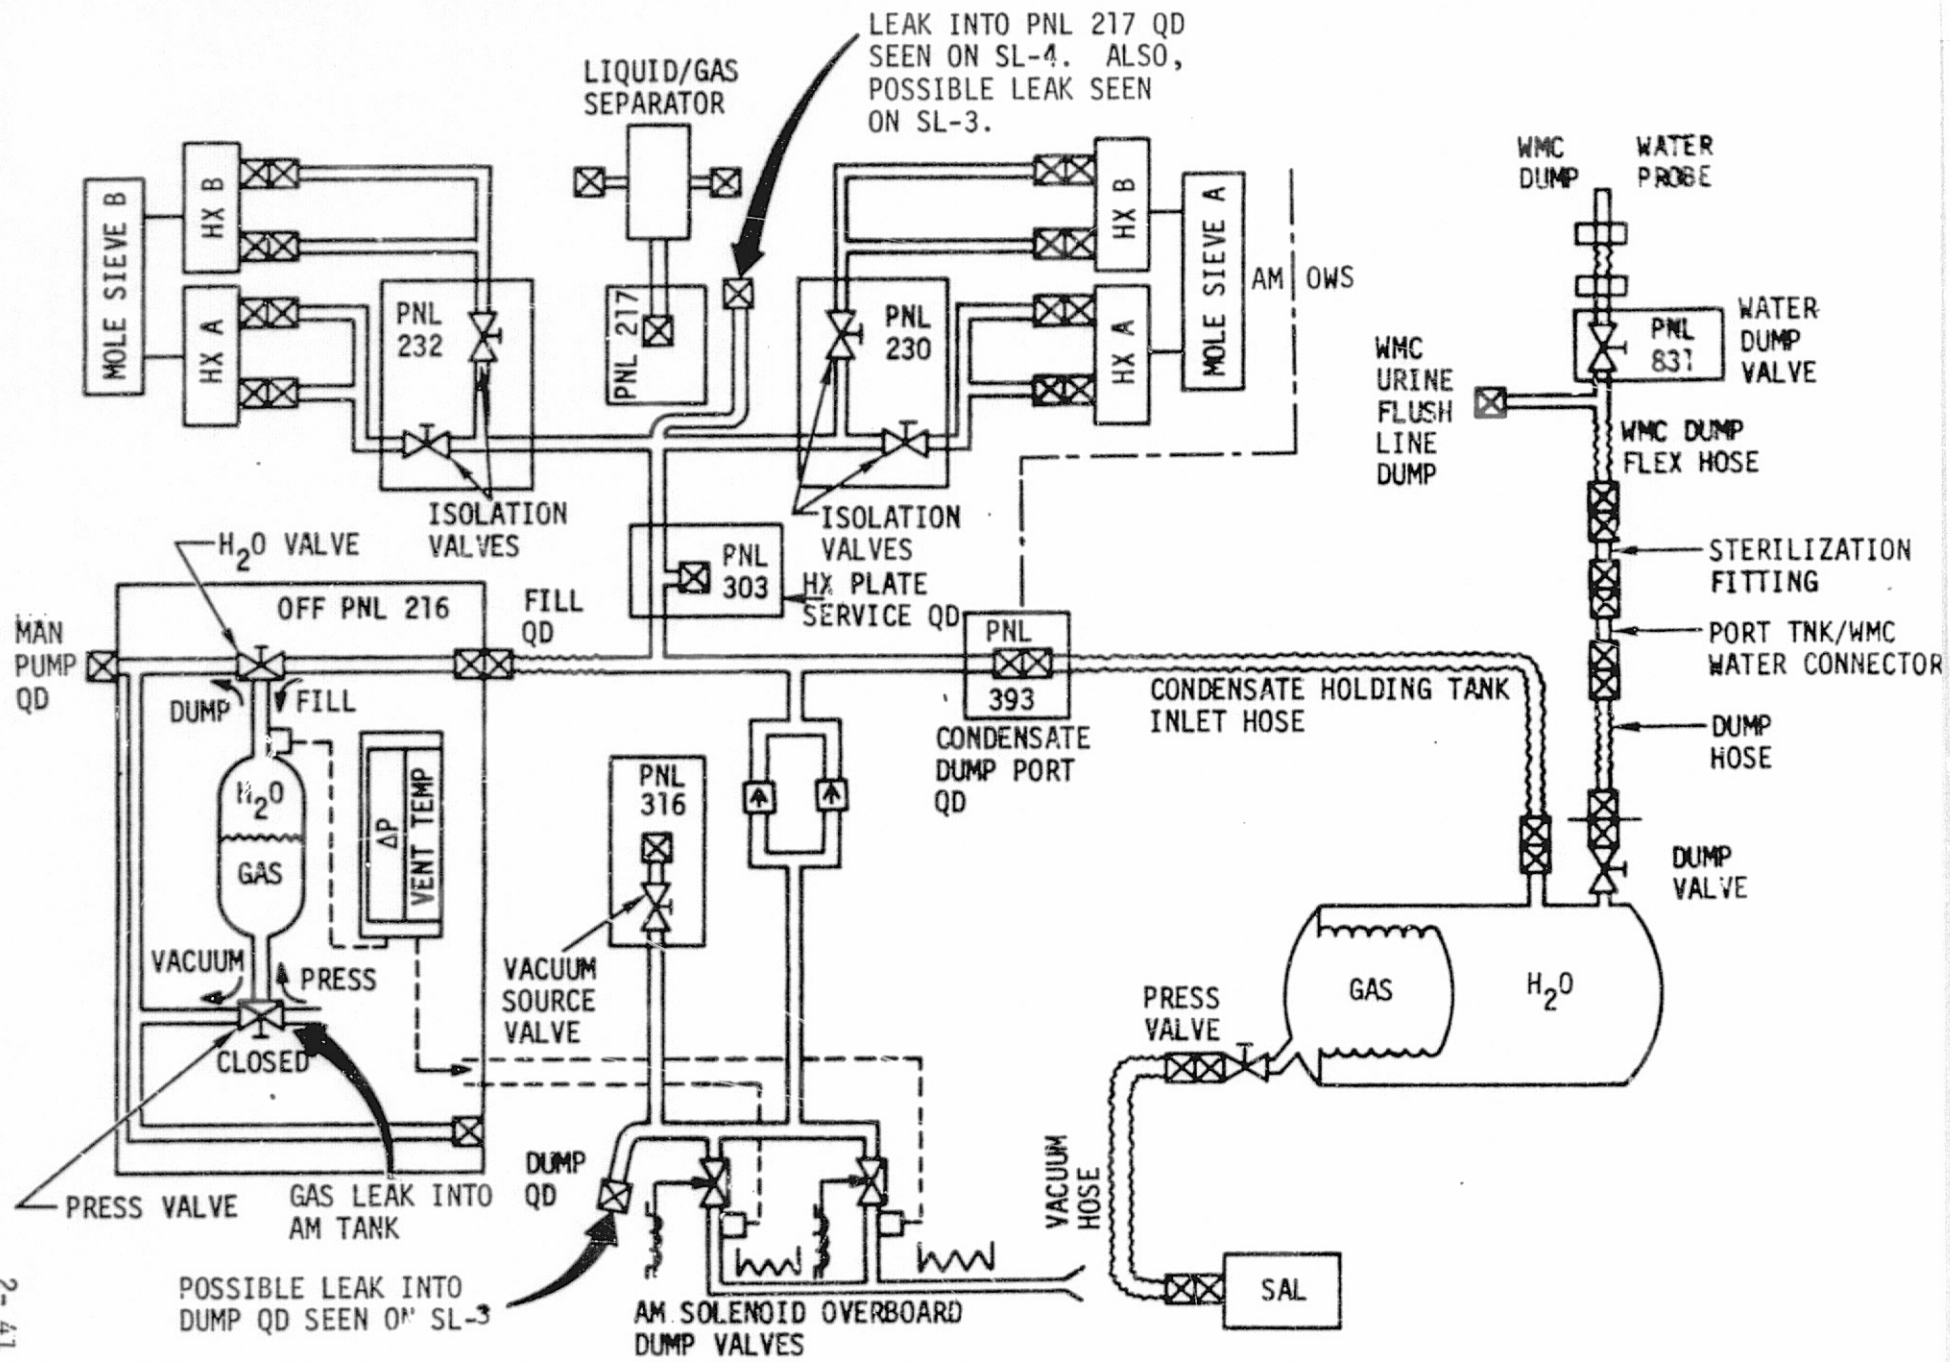 LEAK INTO PNL 217 QD
SEEN ON SL-4.  ALSO,
POSSIBLE LEAK SEEN
ON SL-3.
LIQUID/GAS
SEPARATOR
WMC
DUMP
WATER
PROBE
MOLE SIEVE B
HX B
HX A
PNL
232
PNL 217
PNL
230
HX B
HX A
MOLE SIEVE A
AM
OWS
PNL
831
WATER
DUMP
VALVE
WMC
URINE
FLUSH
LINE
DUMP
WMC DUMP
FLEX HOSE
ISOLATION
VALVES
ISOLATION
VALVES
H2O VALVE
PNL
303
HX PLATE
SERVICE QD
STERILIZATION
FITTING
OFF PNL 216
FILL
QD
MAN
PUMP
QD
PNL
393
PORT TNK/WMC
WATER CONNECTOR
DUMP
FILL
CONDENSATE HOLDING TANK
INLET HOSE
CONDENSATE
DUMP PORT
QD
DUMP
HOSE
H2O
GAS
ΔP
VENT TEMP
PNL
316
DUMP
VALVE
VACUUM
PRESS
VACUUM
SOURCE
VALVE
PRESS
VALVE
GAS
H2O
CLOSED
PRESS VALVE
GAS LEAK INTO
AM TANK
DUMP
QD
VACUUM
HOSE
POSSIBLE LEAK INTO
DUMP QD SEEN ON SL-3
AM SOLENOID OVERBOARD
DUMP VALVES
SAL
2-41